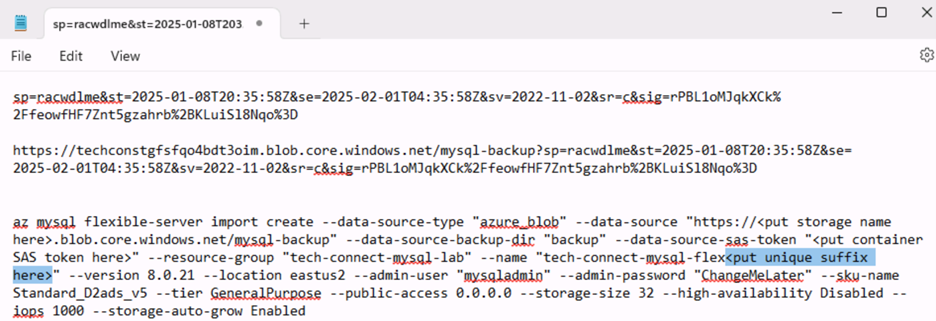 sp=racwdlme&st=2025-01-08T203
File Edit View
sp=racwdlme&st=2025-01-08T20:35:58Z&se=2025-02-01T04:35:58Z&sv=2022-11-02&sr=c&sig=rPBL1oMJqkXCk%
2FfeowfHF7Znt5gzahrb%2BKLuiSl8Nqo%3D
https://techconstgfsfqo4bdt3oim.blob.core.windows.net/mysql-backup?sp=racwdlme&st=2025-01-08T20:35:58Z&se=
2025-02-01T04:35:58Z&sv=2022-11-02&sr=c&sig=rPBL1oMJqkXCk%2FfeowfHF7Znt5gzahrb%2BKLuiSl8Nqo%3D
az mysql flexible-server import create --data-source-type "azure_blob" --data-source "https://<put storage name
here>.blob.core.windows.net/mysql-backup" --data-source-backup-dir "backup" --data-source-sas-token "<put container
SAS token here>" --resource-group "tech-connect-mysql-lab" --name "tech-connect-mysql-flex<put unique suffix
here>" --version 8.0.21 --location eastus2 --admin-user "mysqladmin" --admin-password "ChangeMeLater" --sku-name
Standard_D2ads_v5 --tier GeneralPurpose --public-access 0.0.0.0 --storage-size 32 --high-availability Disabled --
iops 1000 --storage-auto-grow Enabled